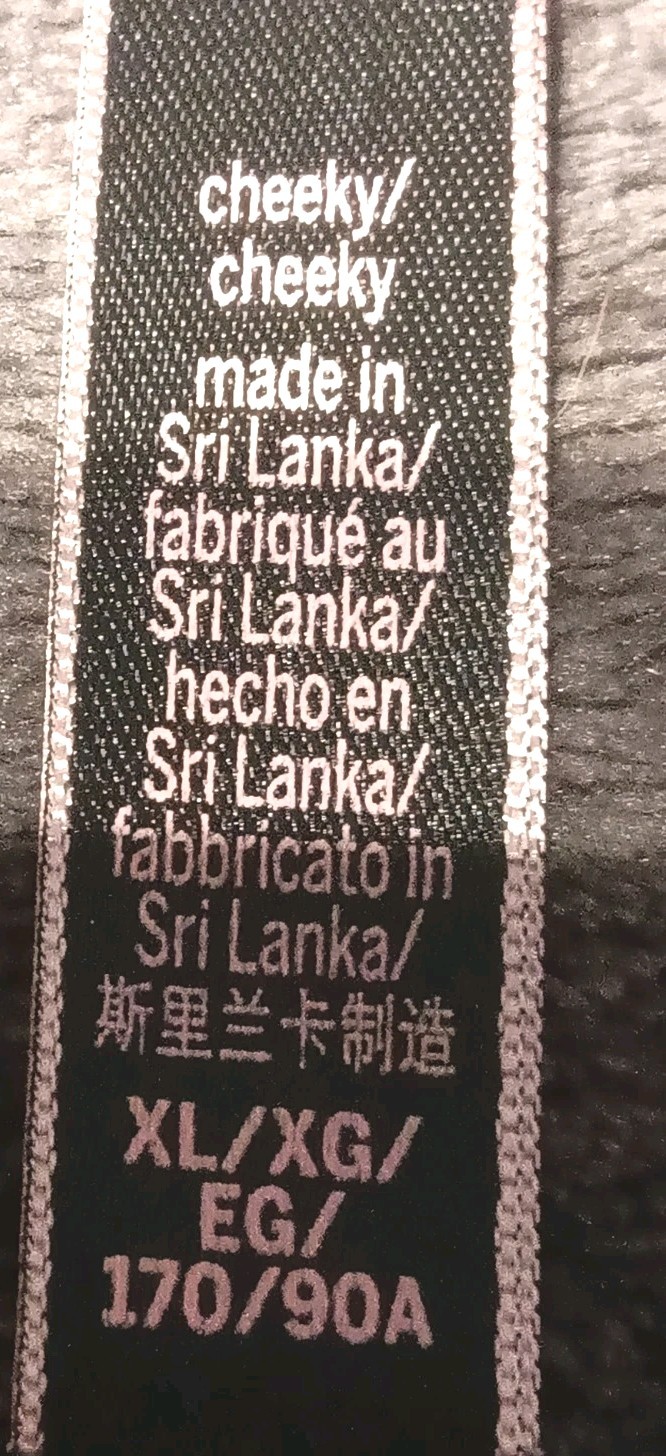 cheeky/
cheeky
made in
Sri Lanka/
fabriqué au
Sri Lanka/
hecho en
Sri Lanka/
fabbricato in
Sri Lanka/
斯里兰卡制造
XL/XG/
EG/
170/90A